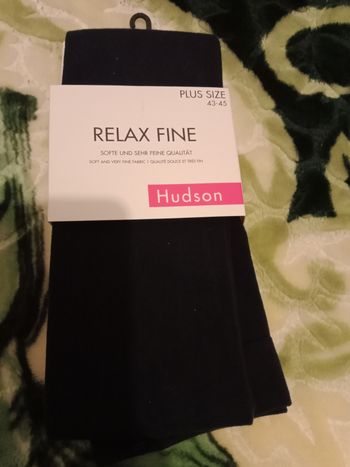 PLUS SIZE
43-45
RELAX FINE
SOFTE UND SEHR FEINE QUALITÄT
SOFT AND VERY FINE FABRIC | QUALITÉ DOUCE ET TRÈS FIN
Hudson